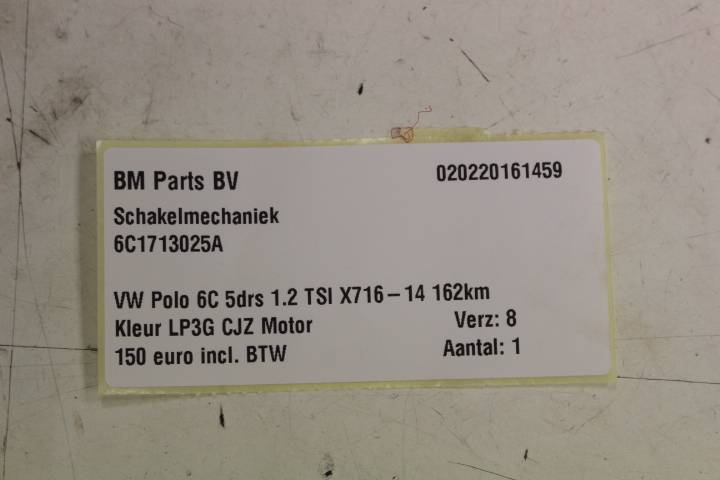 BM Parts BV 020220161459
Schakelmechaniek
6C1713025A
VW Polo 6C 5drs 1.2 TSI X716-14 162km
Kleur LP3G CJZ Motor Verz: 8
150 euro incl. BTW Aantal: 1